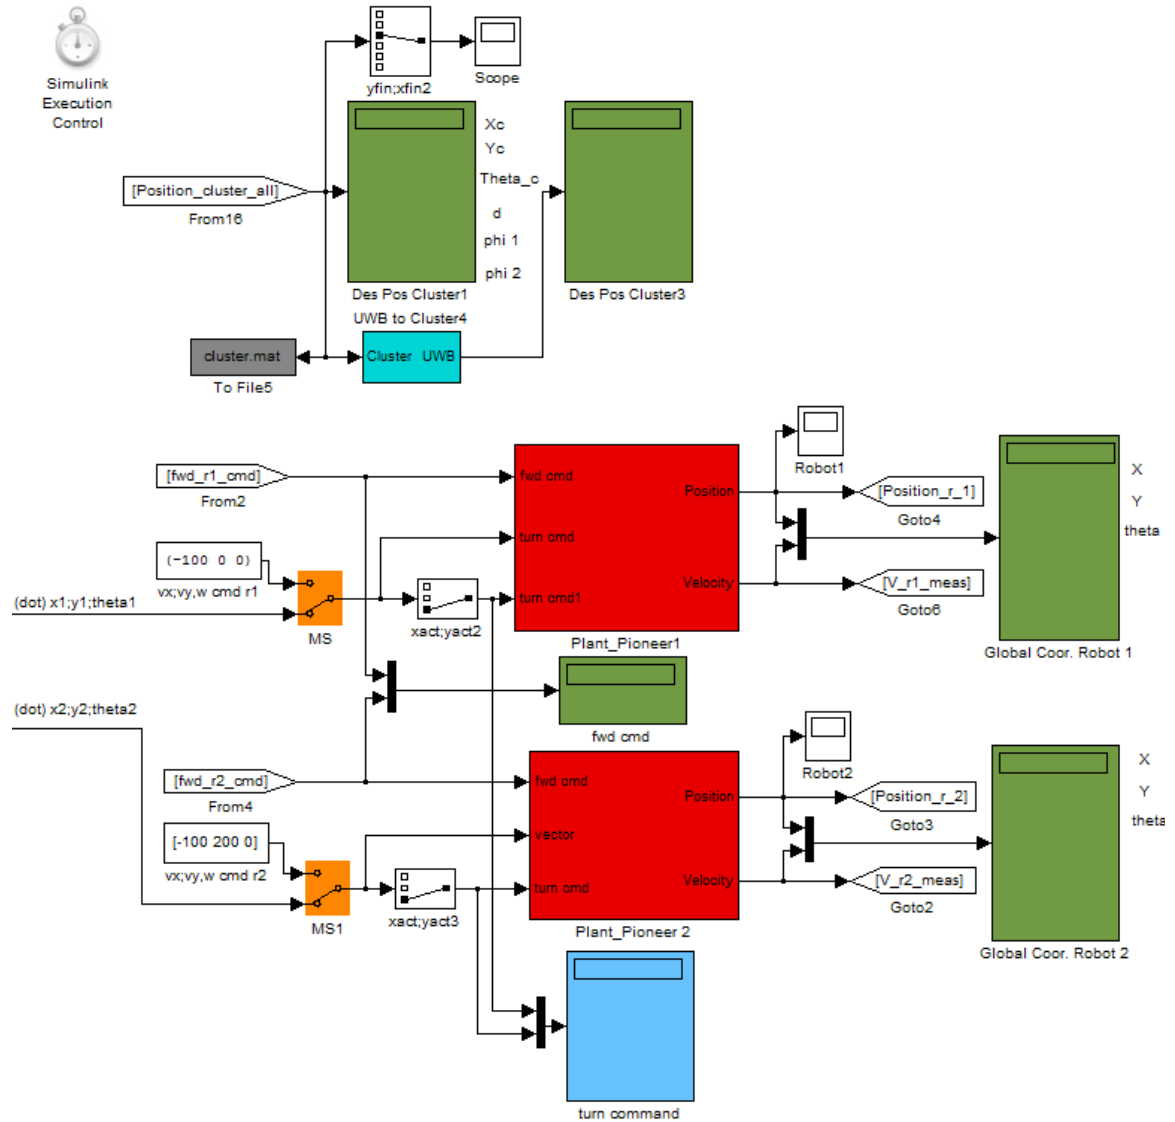 Simulink
Execution
Control
yfin;xfin2
Scope
Xc
Yc
Theta_c
d
phi 1
phi 2
[Position_cluster_all]
From16
Des Pos Cluster1
Des Pos Cluster3
UWB to Cluster4
cluster.mat
To File5
Cluster UWB
[fwd_r1_cmd]
From2
(-100 0 0)
vx;vy,w cmd r1
(dot) x1;y1;theta1
MS
xact;yact2
fwd cmd
turn cmd
turn cmd1
Position
Velocity
Plant_Pioneer1
Robot1
[Position_r_1]
Goto4
[V_r1_meas]
Goto6
X
Y
theta
Global Coor. Robot 1
fwd cmd
(dot) x2;y2;theta2
[fwd_r2_cmd]
From4
[-100 200 0]
vx;vy,w cmd r2
MS1
xact;yact3
fwd cmd
vector
turn cmd
Position
Velocity
Plant_Pioneer 2
Robot2
[Position_r_2]
Goto3
[V_r2_meas]
Goto2
X
Y
theta
Global Coor. Robot 2
turn command